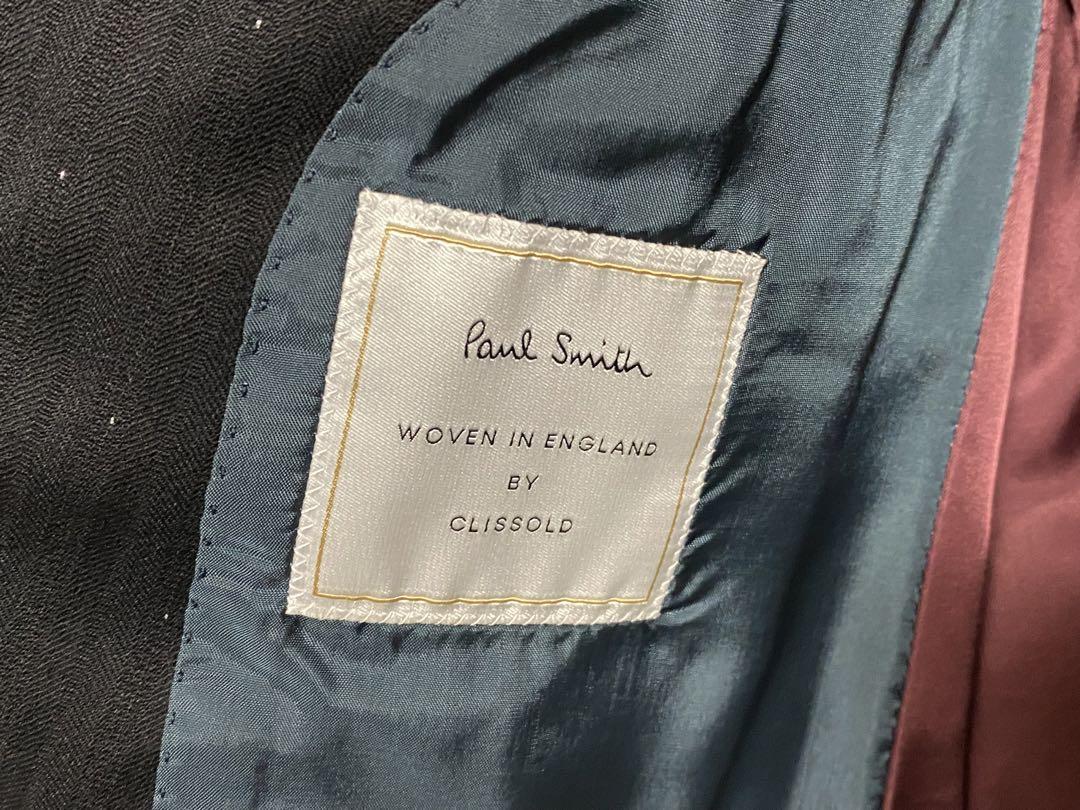 Paul Smith
WOVEN IN ENGLAND
BY
CLISSOLD